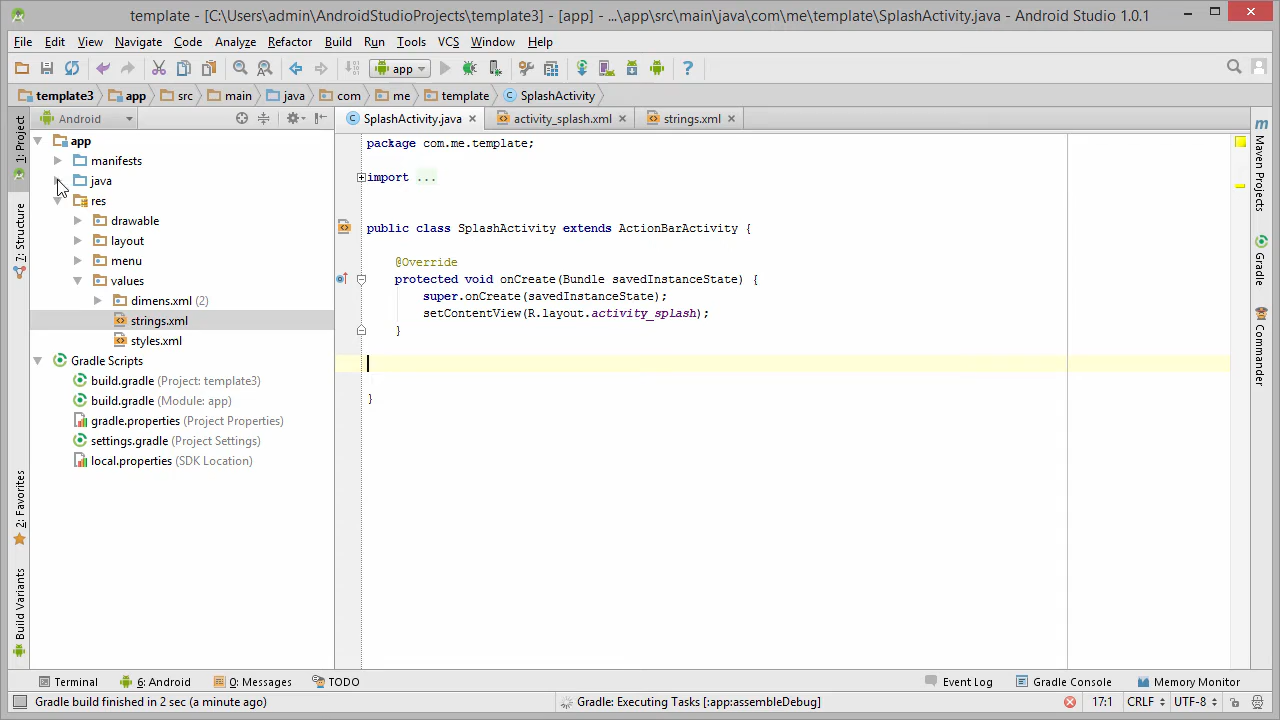 template - [C:\Users\admin\AndroidStudioProjects\template3] - [app] - ...\app\src\main\java\com\me\template\SplashActivity.java - Android Studio 1.0.1
File Edit View Navigate Code Analyze Refactor Build Run Tools VCS Window Help
app
template3 app src main java com me template SplashActivity
1: Project
7: Structure
2: Favorites
Build Variants
Android
app
manifests
java
res
drawable
layout
menu
values
dimens.xml (2)
strings.xml
styles.xml
Gradle Scripts
build.gradle (Project: template3)
build.gradle (Module: app)
gradle.properties (Project Properties)
settings.gradle (Project Settings)
local.properties (SDK Location)
SplashActivity.java activity_splash.xml strings.xml
package com.me.template;
import ...
public class SplashActivity extends ActionBarActivity {
@Override
protected void onCreate(Bundle savedInstanceState) {
super.onCreate(savedInstanceState);
setContentView(R.layout.activity_splash);
}
}
Maven Projects
Gradle
Commander
Terminal 6: Android 0: Messages TODO Event Log Gradle Console Memory Monitor
Gradle build finished in 2 sec (a minute ago) Gradle: Executing Tasks [:app:assembleDebug] 17:1 CRLF UTF-8